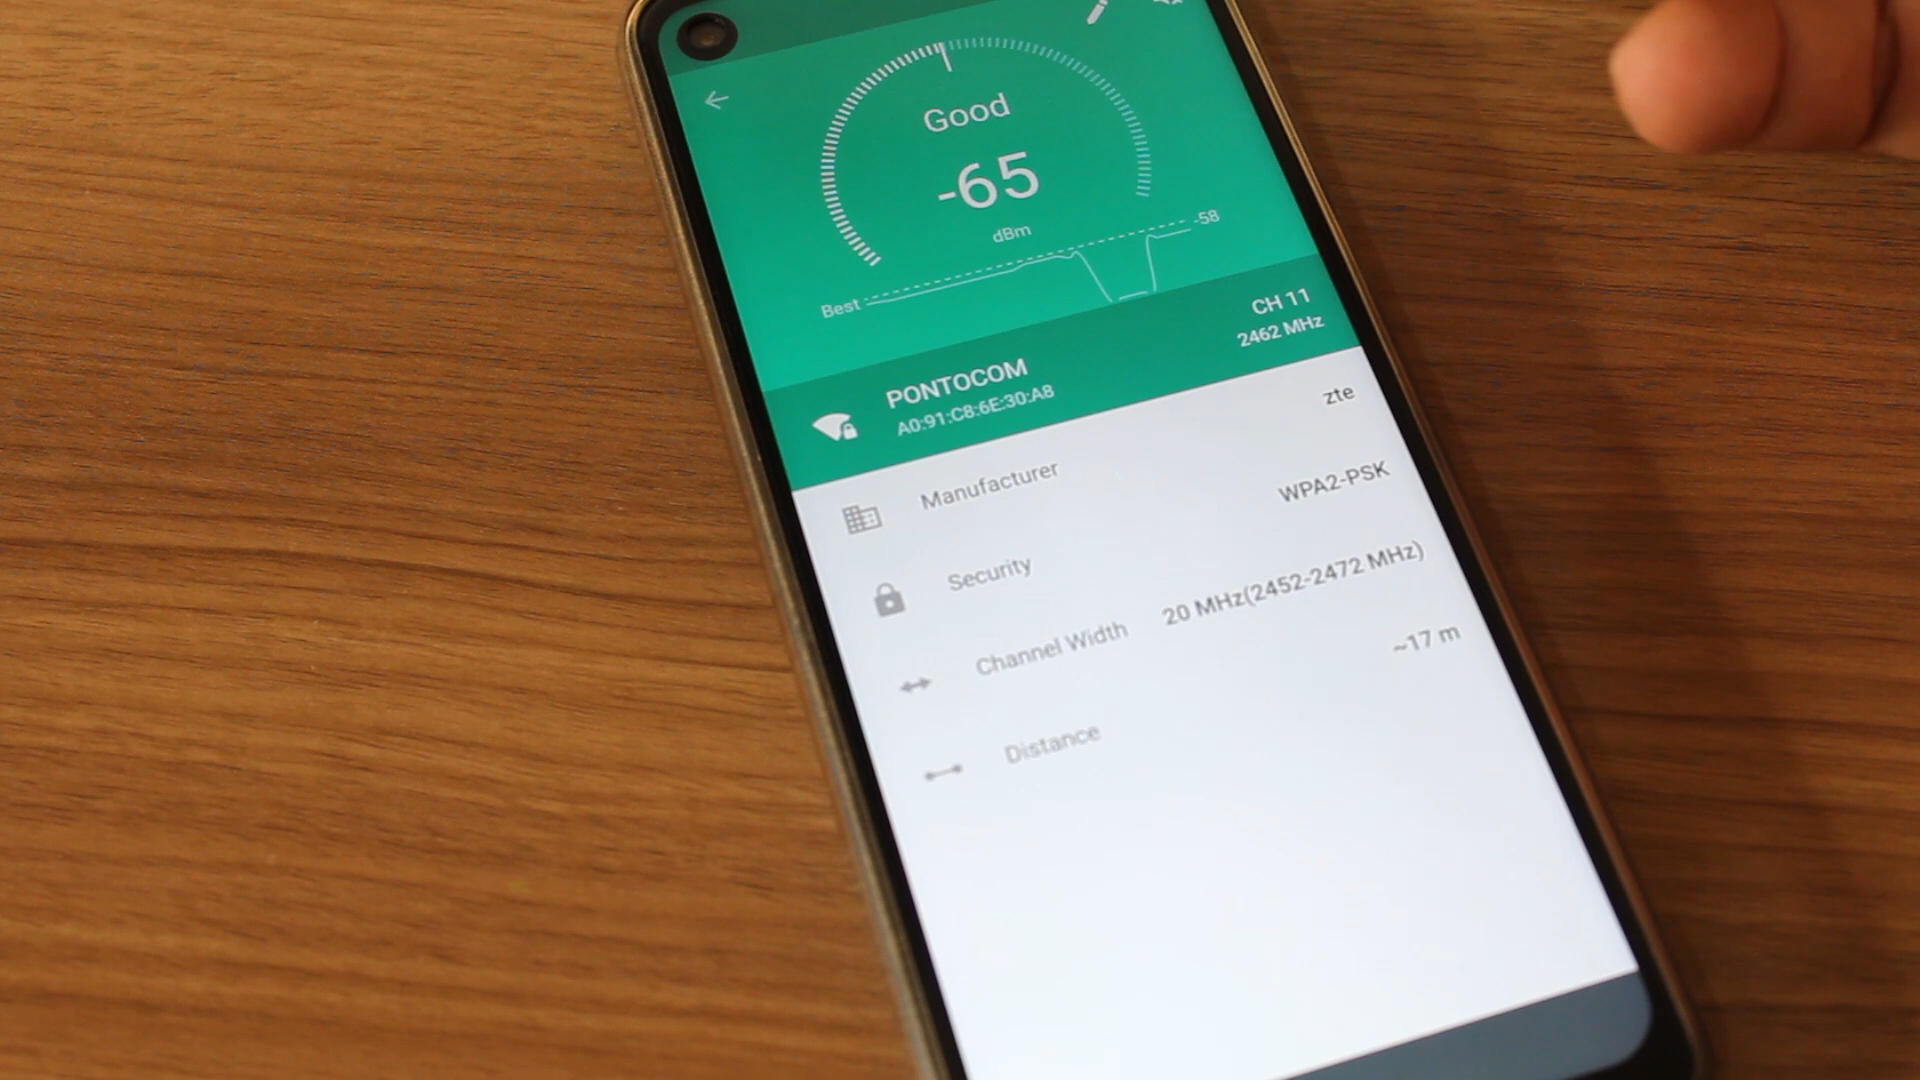 Good
-65
dBm
-58
Best
CH 11
2462 MHz
PONTOCOM
A0:91:C8:6E:30:A8
Manufacturer
zte
Security
WPA2-PSK
Channel Width
20 MHz(2452-2472 MHz)
Distance
~17 m